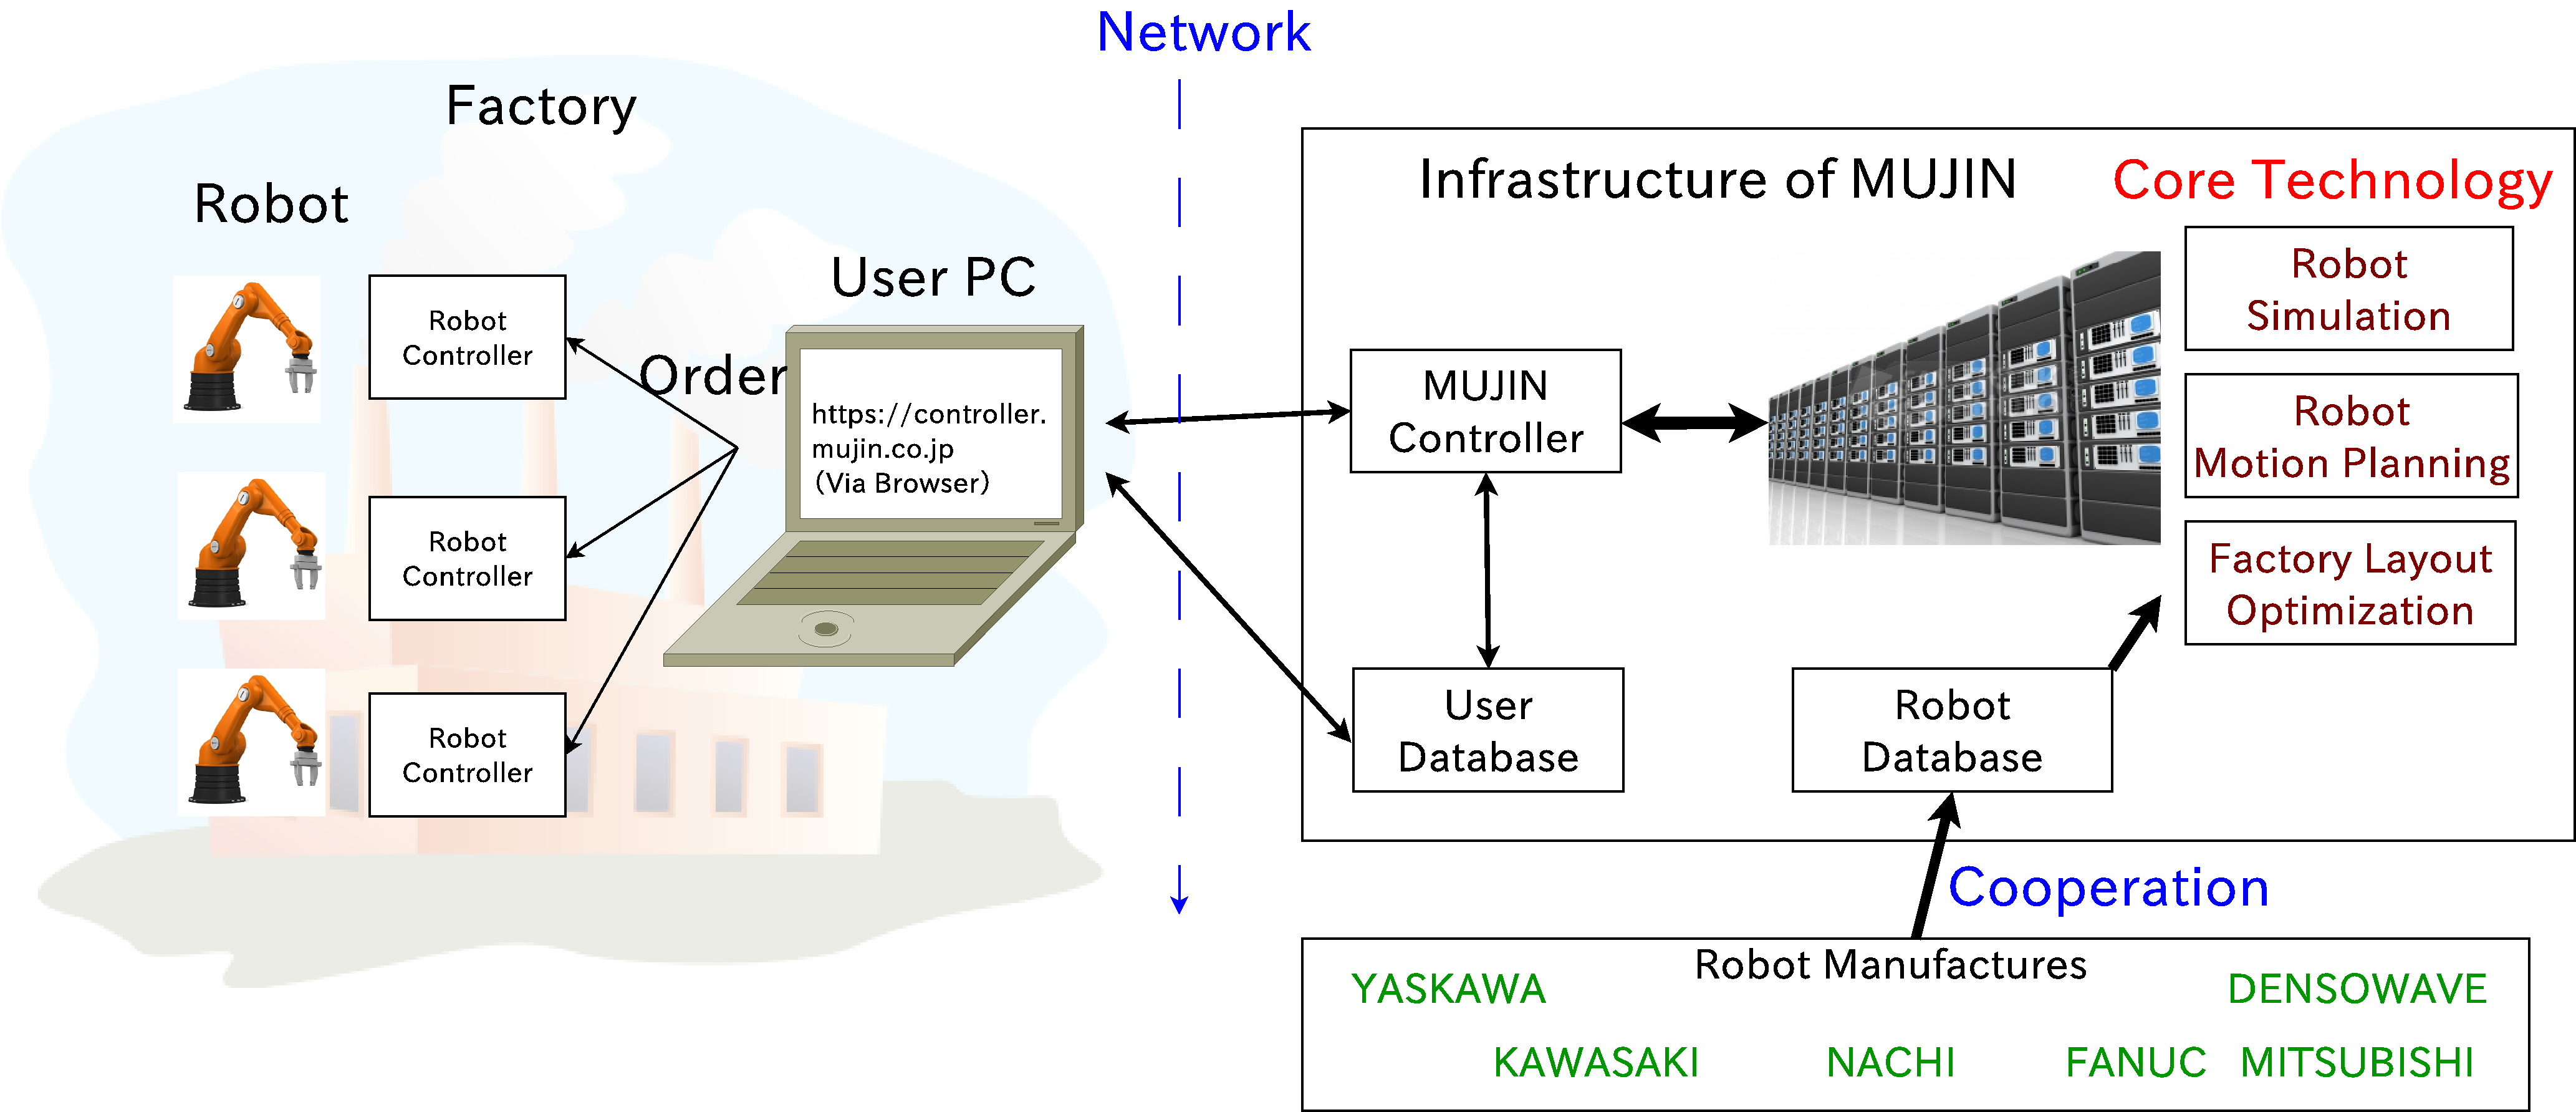 Network
Factory
Robot
User PC
Robot
Controller
Order
https://controller.
mujin.co.jp
(Via Browser)
Robot
Controller
Robot
Controller
Infrastructure of MUJIN
Core Technology
MUJIN
Controller
Robot
Simulation
Robot
Motion Planning
Factory Layout
Optimization
User
Database
Robot
Database
Cooperation
Robot Manufactures
YASKAWA
DENSOWAVE
KAWASAKI
NACHI
FANUC
MITSUBISHI